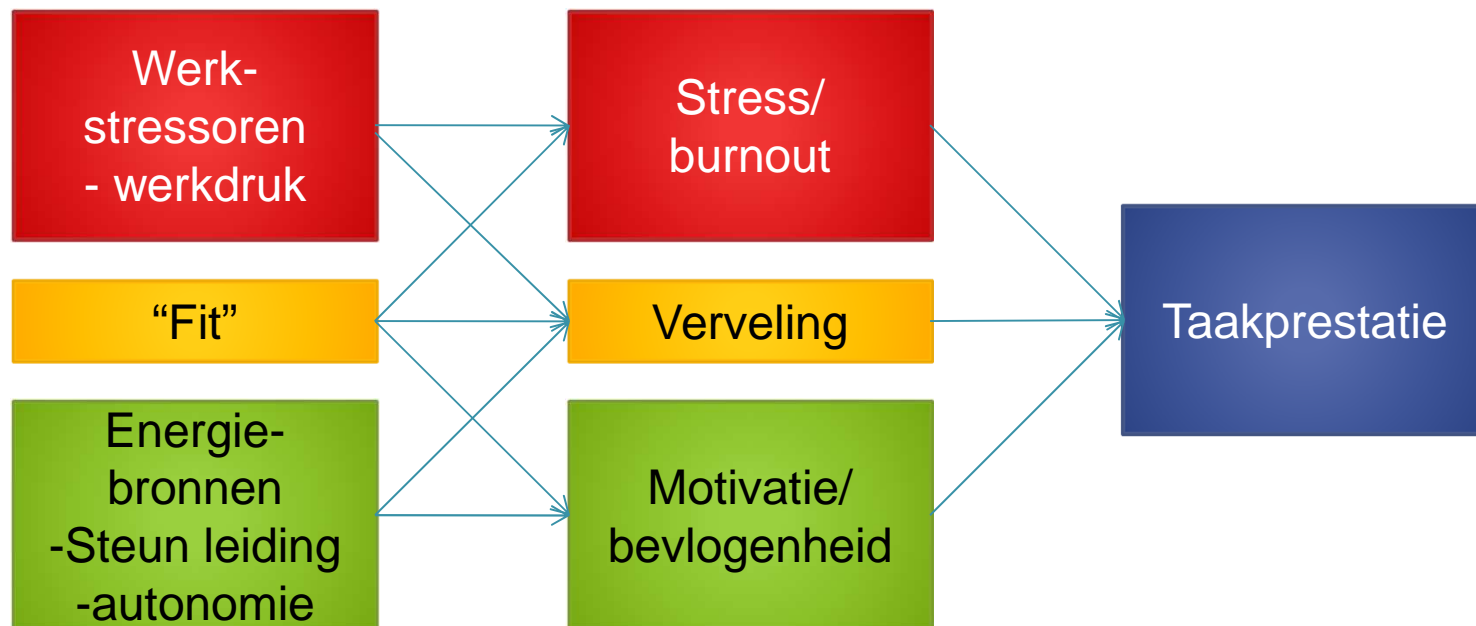 Werk-
stressoren
- werkdruk
Stress/
burnout
“Fit”
Verveling
Taakprestatie
Energie-
bronnen
-Steun leiding
-autonomie
Motivatie/
bevlogenheid